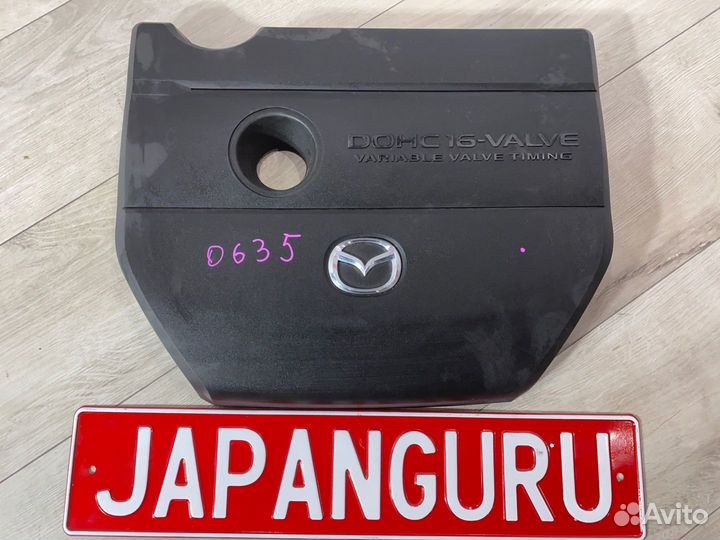 DOHC 16-VALVE
VARIABLE VALVE TIMING
0635
JAPANGURU
Avito